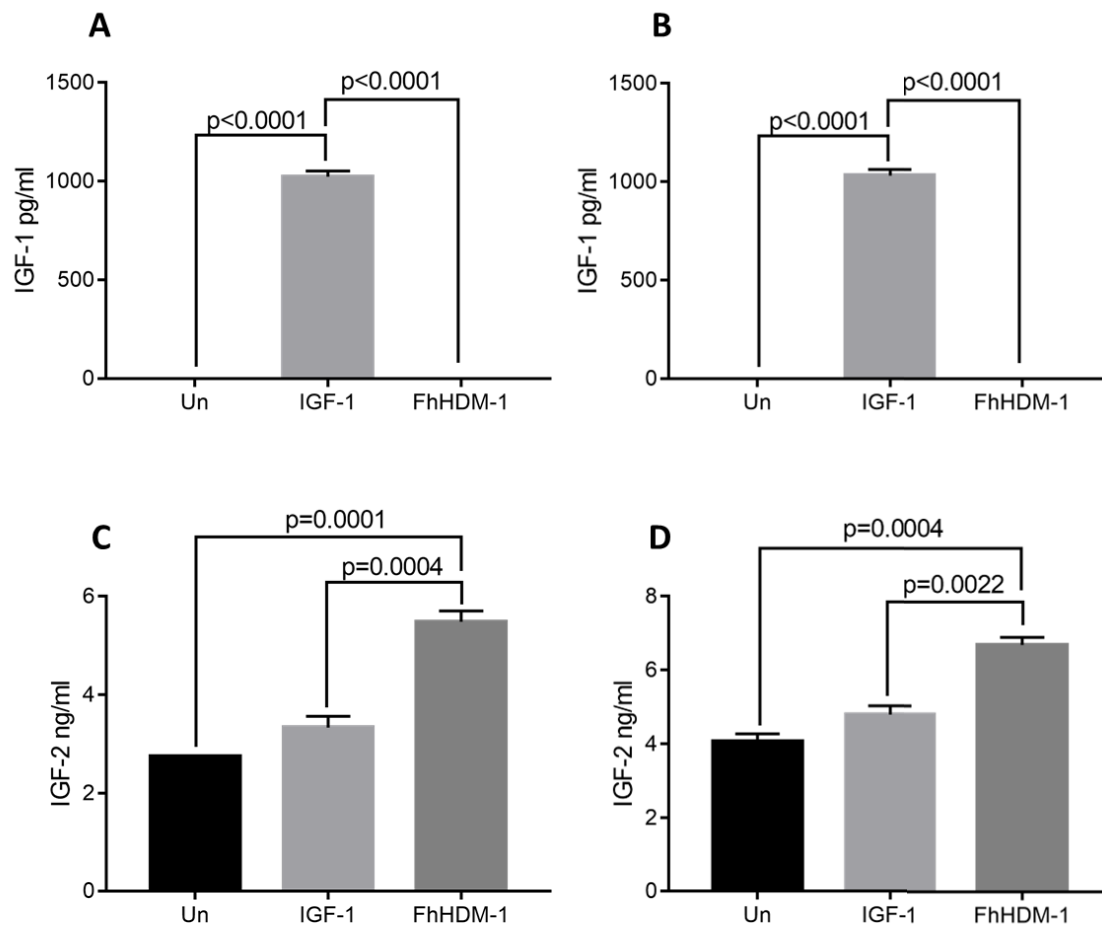 A
p<0.0001
p<0.0001
IGF-1 pg/ml
1500
1000
500
0
Un IGF-1 FhHDM-1
B
p<0.0001
p<0.0001
IGF-1 pg/ml
1500
1000
500
0
Un IGF-1 FhHDM-1
C
p=0.0001
p=0.0004
IGF-2 ng/ml
6
4
2
0
Un IGF-1 FhHDM-1
D
p=0.0004
p=0.0022
IGF-2 ng/ml
8
6
4
2
0
Un IGF-1 FhHDM-1